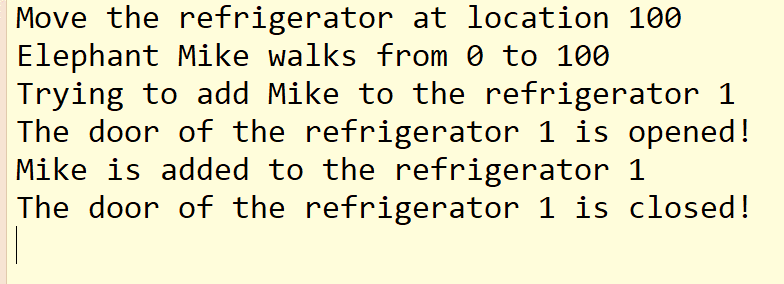 Move the refrigerator at location 100
Elephant Mike walks from 0 to 100
Trying to add Mike to the refrigerator 1
The door of the refrigerator 1 is opened!
Mike is added to the refrigerator 1
The door of the refrigerator 1 is closed!